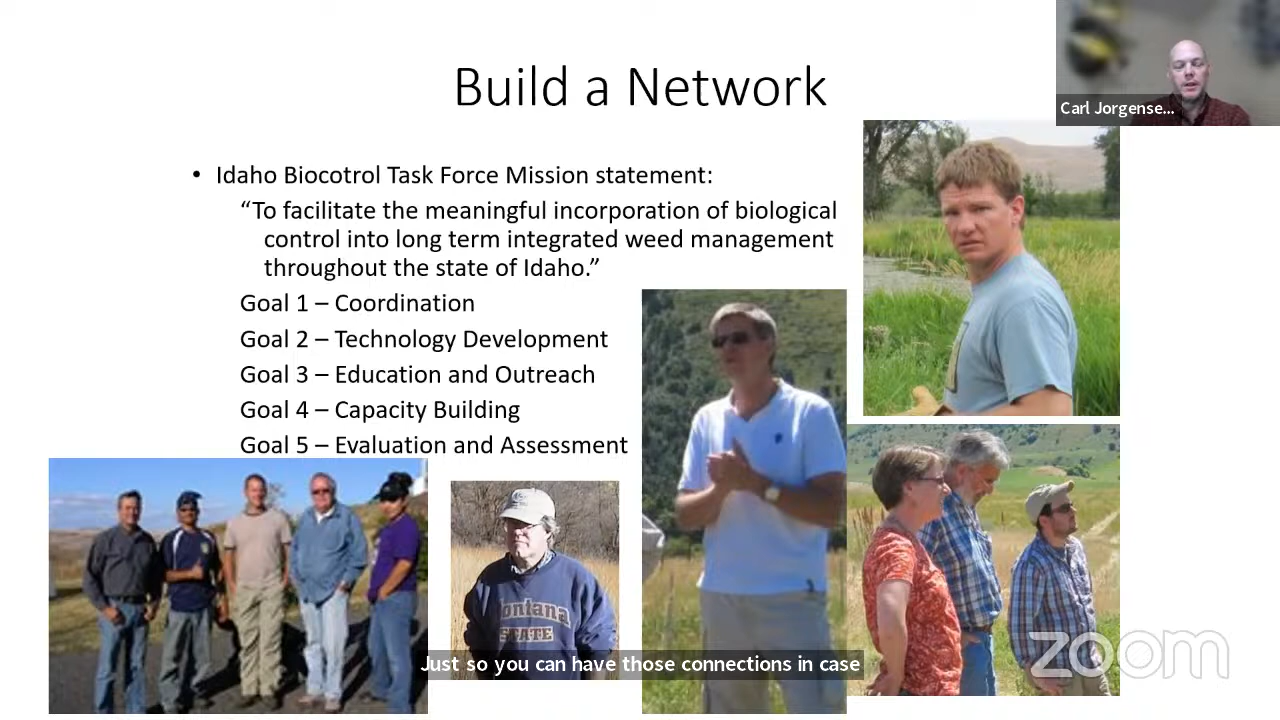 Build a Network
Carl Jorgense...
• Idaho Biocotrol Task Force Mission statement:
“To facilitate the meaningful incorporation of biological
control into long term integrated weed management
throughout the state of Idaho.”
Goal 1 – Coordination
Goal 2 – Technology Development
Goal 3 – Education and Outreach
Goal 4 – Capacity Building
Goal 5 – Evaluation and Assessment
Montana
STATE
Just so you can have those connections in case
zoom